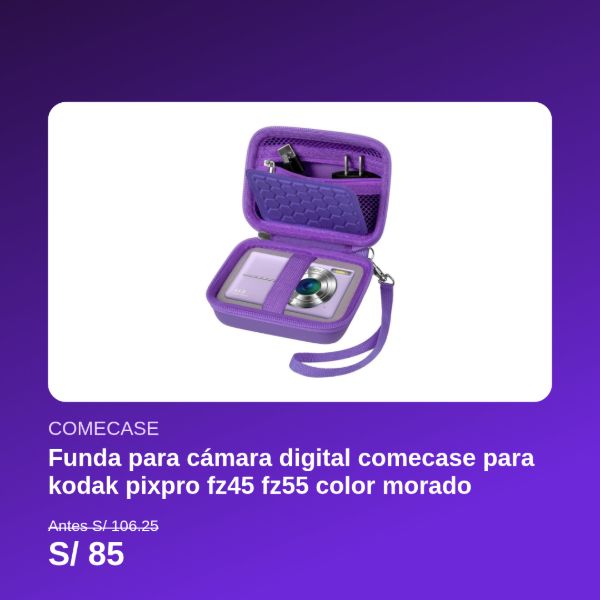 COMECASE
Funda para cámara digital comecase para
kodak pixpro fz45 fz55 color morado
Antes S/ 106.25
S/ 85